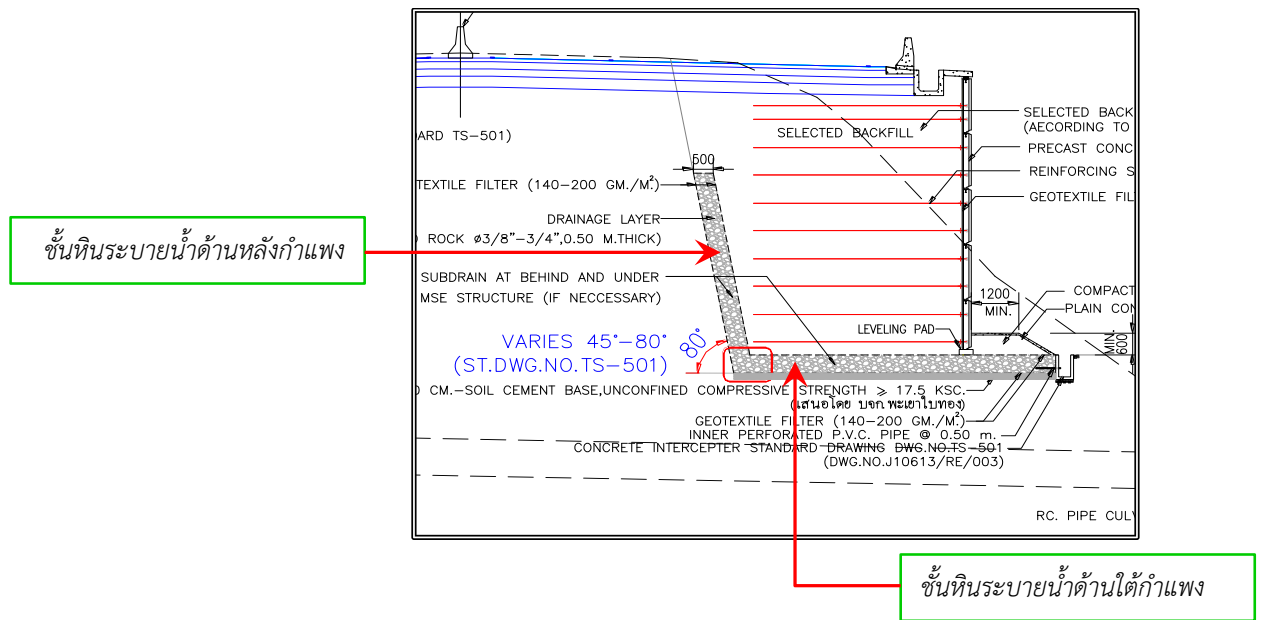 ARD TS-501)
SELECTED BACKFILL
SELECTED BACK
(AECORDING TO
PRECAST CONC
500
REINFORCING S
TEXTILE FILTER (140-200 GM./M.²)
GEOTEXTILE FIL
DRAINAGE LAYER
ROCK ø3/8"-3/4",0.50 M.THICK)
ชั้นหินระบายน้ำด้านหลังกำแพง
SUBDRAIN AT BEHIND AND UNDER
MSE STRUCTURE (IF NECCESSARY)
1200
MIN.
COMPACT
PLAIN CON
LEVELING PAD
MIN.
600
VARIES 45°-80°
(ST.DWG.NO.TS-501)
80°
CM.-SOIL CEMENT BASE,UNCONFINED COMPRESSIVE STRENGTH ⩾ 17.5 KSC.
(เสนอโดย บจก.พะเยาใบทอง)
GEOTEXTILE FILTER (140-200 GM./M.²)
INNER PERFORATED P.V.C. PIPE @ 0.50 m.
CONCRETE INTERCEPTER STANDARD DRAWING DWG.NO.TS-501
(DWG.NO.J10613/RE/003)
RC. PIPE CUL
ชั้นหินระบายน้ำด้านใต้กำแพง